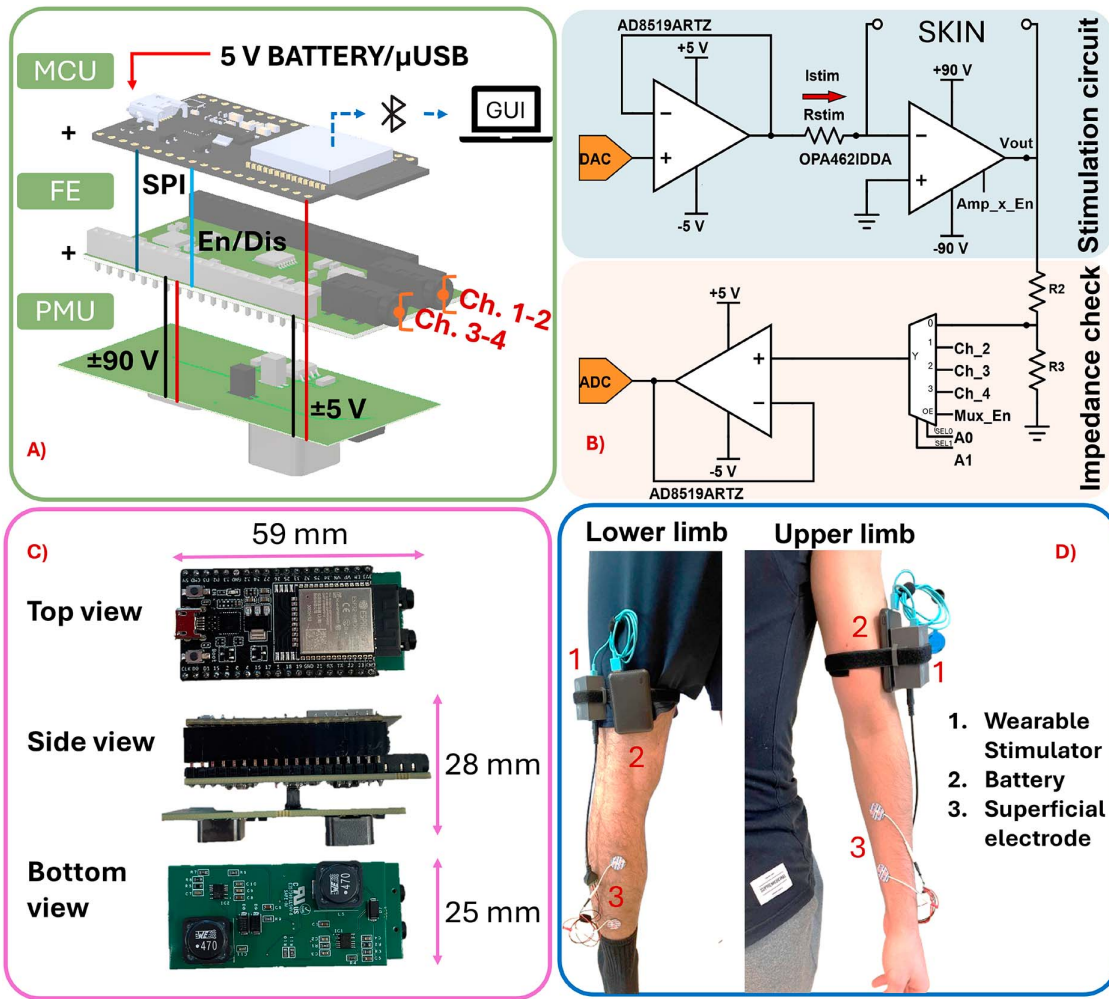 MCU
5 V BATTERY/µUSB
GUI
+
FE
SPI
En/Dis
+
PMU
Ch. 1-2
Ch. 3-4
±90 V
±5 V
A)
AD8519ARTZ
+5 V
SKIN
Istim
+90 V
Rstim
−
−
DAC
+
OPA462IDDA
Vout
+
Amp_x_En
-5 V
-90 V
Stimulation circuit
R2
+5 V
0
Y
1
Ch_2
R3
+
2
Ch_3
ADC
3
Ch_4
−
OE
Mux_En
SEL0
A0
B)
-5 V
SEL1
A1
AD8519ARTZ
Impedance check
C)
59 mm
Top view
Side view
28 mm
Bottom
view
25 mm
470
470
Lower limb
Upper limb
D)
1
2
3
2
1
3
1. Wearable
Stimulator
2. Battery
3. Superficial
electrode